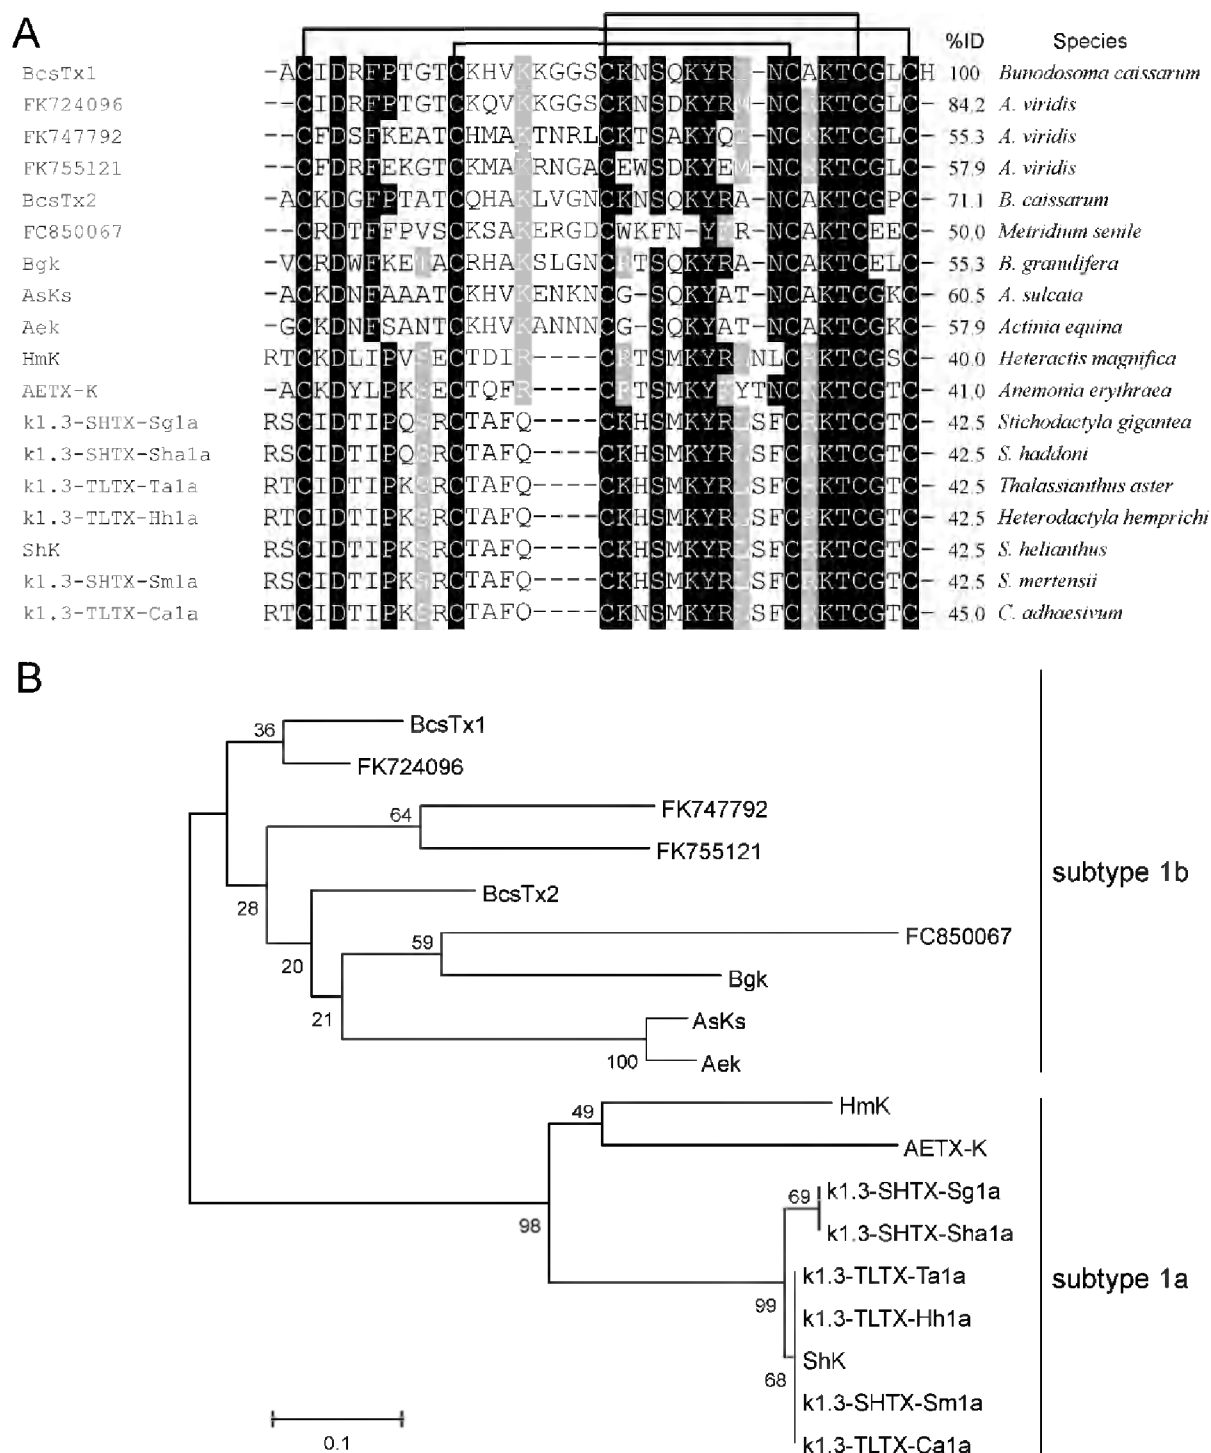 A
%ID Species
BcsTx1 -ACIDRFPTGTCKHVKKGGSCKNSQKYRI-NCAKTCGLCH 100 Bunodosoma caissarum
FK724096 --CIDRFPTGTCKQVKKGGSCKNSDKYRM-NCRKTCGLC- 84.2 A. viridis
FK747792 --CFDSFKEATCHMAKTNRLCKTSAKYQI-NCRKTCGLC- 55.3 A. viridis
FK755121 --CFDRFEKGTCKMAKRNGACEWSDKYEM-NCRKTCGLC- 57.9 A. viridis
BcsTx2 -ACKDGFPTATCQHAKLVGNCKNSQKYRA-NCAKTCGPC- 71.1 B. caissarum
FC850067 --CRDTFFPVSCKSAKERGDCWKFN-YFR-NCAKTCEEC- 50.0 Metridium senile
Bgk -VCRDWFKETACRHAKSLGNCRTSQKYRA-NCAKTCELC- 55.3 B. granulifera
AsKs -ACKDNFAAATCKHVKENKNCG-SQKYAT-NCAKTCGKC- 60.5 A. sulcata
Aek -GCKDNFSANTCKHVKANNNCG-SQKYAT-NCAKTCGKC- 57.9 Actinia equina
HmK RTCKDLIPVSECTDIR----CRTSMKYRLNLCRKTCGSC- 40.0 Heteractis magnifica
AETX-K -ACKDYLPKSECTQFR----CRTSMKYKYTNCKKTCGTC- 41.0 Anemonia erythraea
k1.3-SHTX-Sg1a RSCIDTIPQSRCTAFQ----CKHSMKYRLSFCRKTCGTC- 42.5 Stichodactyla gigantea
k1.3-SHTX-Sha1a RSCIDTIPQSRCTAFQ----CKHSMKYRLSFCRKTCGTC- 42.5 S. haddoni
k1.3-TLTX-Ta1a RTCIDTIPKSRCTAFQ----CKHSMKYRLSFCRKTCGTC- 42.5 Thalassianthus aster
k1.3-TLTX-Hh1a RTCIDTIPKSRCTAFQ----CKHSMKYRLSFCRKTCGTC- 42.5 Heterodactyla hemprichi
ShK RSCIDTIPKSRCTAFQ----CKHSMKYRLSFCRKTCGTC- 42.5 S. helianthus
k1.3-SHTX-Sm1a RSCIDTIPKSRCTAFQ----CKHSMKYRLSFCRKTCGTC- 42.5 S. mertensii
k1.3-TLTX-Ca1a RTCIDTIPKSRCTAFQ----CKNSMKYRLSFCRKTCGTC- 45.0 C. adhaesivum
B
36 BcsTx1
FK724096
64 FK747792
FK755121
subtype 1b
28 BcsTx2
59 FC850067
20 Bgk
21 AsKs
100 Aek
49 HmK
AETX-K
69 k1.3-SHTX-Sg1a
98 k1.3-SHTX-Sha1a
k1.3-TLTX-Ta1a
subtype 1a
99 k1.3-TLTX-Hh1a
ShK
68 k1.3-SHTX-Sm1a
k1.3-TLTX-Ca1a
0.1